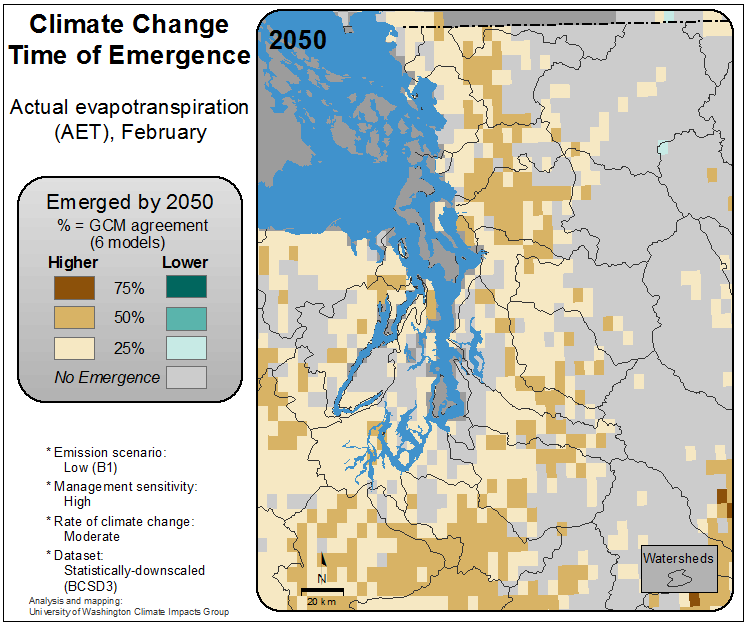 Climate Change
Time of Emergence
Actual evapotranspiration
(AET), February
Emerged by 2050
% = GCM agreement
(6 models)
Higher Lower
75%
50%
25%
No Emergence
* Emission scenario:
Low (B1)
* Management sensitivity:
High
* Rate of climate change:
Moderate
* Dataset:
Statistically-downscaled
(BCSD3)
Analysis and mapping:
University of Washington Climate Impacts Group
2050
N
20 km
Watersheds